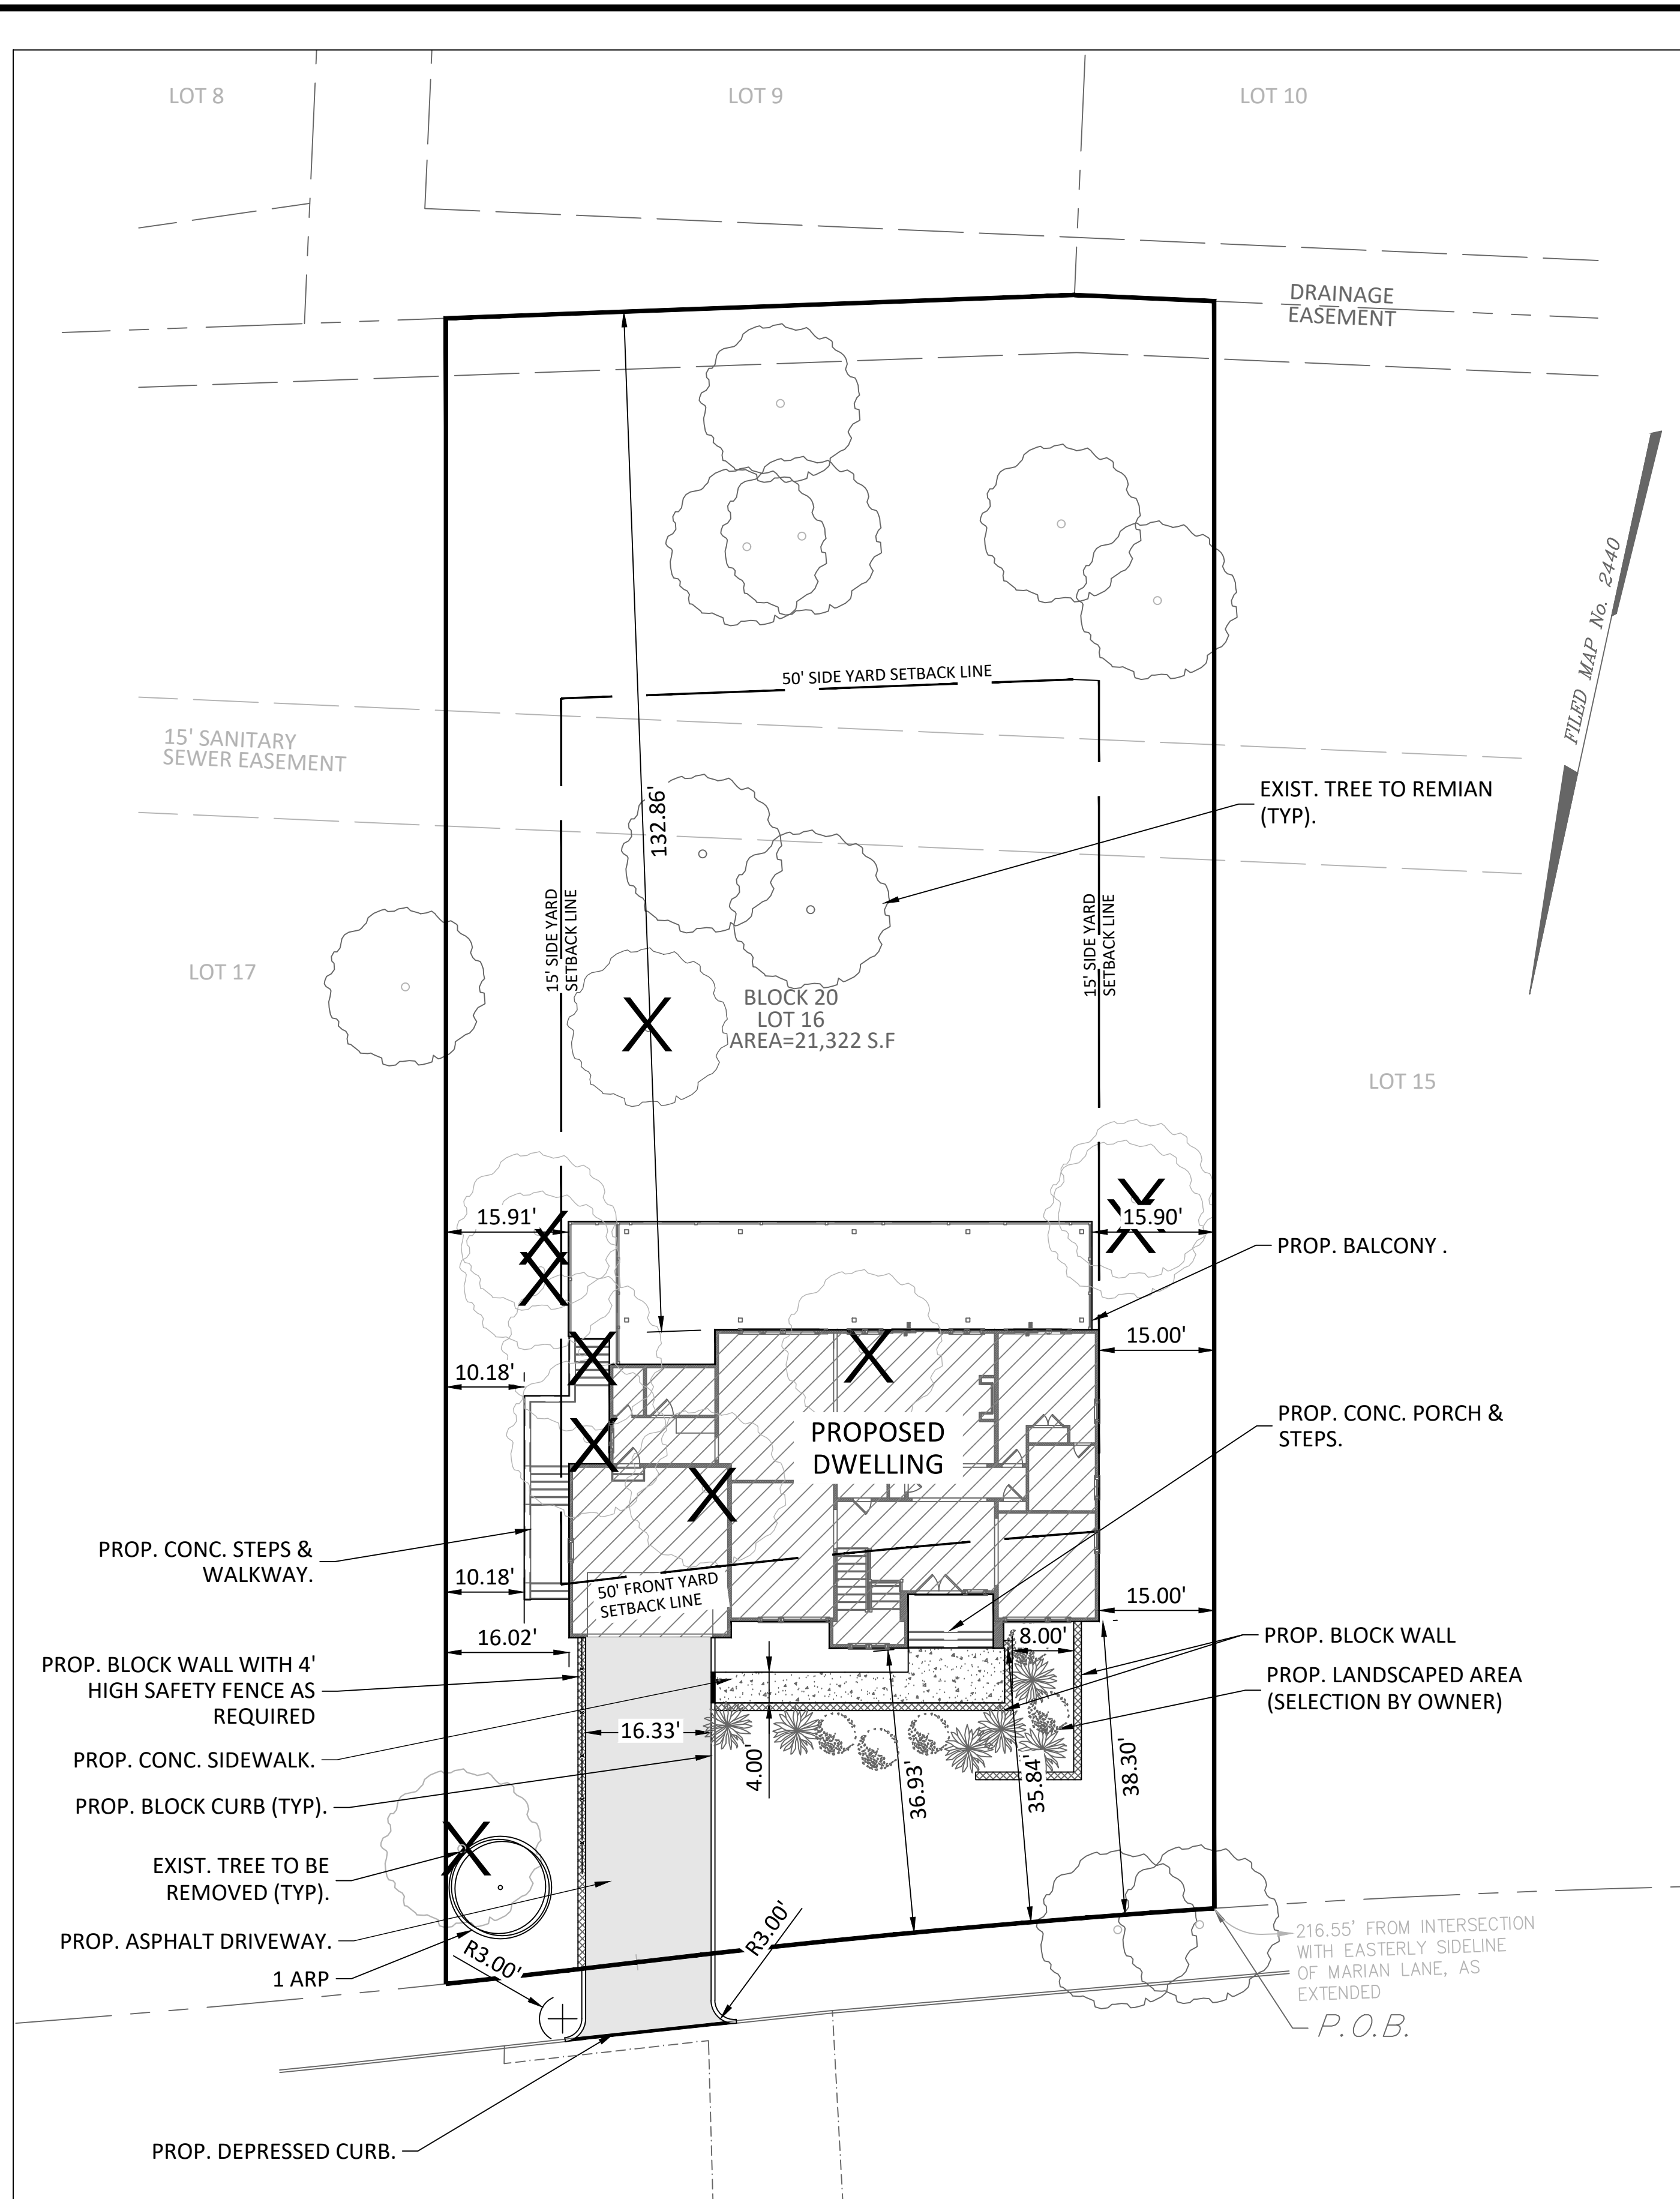 LOT 8
LOT 9
LOT 10
DRAINAGE
EASEMENT
FILED MAP No. 2440
50' SIDE YARD SETBACK LINE
15' SANITARY
SEWER EASEMENT
132.86'
EXIST. TREE TO REMIAN
(TYP).
15' SIDE YARD
SETBACK LINE
15' SIDE YARD
SETBACK LINE
LOT 17
BLOCK 20
LOT 16
AREA=21,322 S.F
LOT 15
15.91'
15.90'
PROP. BALCONY .
15.00'
10.18'
PROP. CONC. PORCH &
STEPS.
PROPOSED
DWELLING
PROP. CONC. STEPS &
WALKWAY.
10.18'
50' FRONT YARD
SETBACK LINE
15.00'
16.02'
8.00'
PROP. BLOCK WALL
PROP. BLOCK WALL WITH 4'
HIGH SAFETY FENCE AS
REQUIRED
PROP. LANDSCAPED AREA
(SELECTION BY OWNER)
16.33'
PROP. CONC. SIDEWALK.
4.00'
36.93'
35.84'
38.30'
PROP. BLOCK CURB (TYP).
EXIST. TREE TO BE
REMOVED (TYP).
PROP. ASPHALT DRIVEWAY.
1 ARP
R3.00'
R3.00'
216.55' FROM INTERSECTION
WITH EASTERLY SIDELINE
OF MARIAN LANE, AS
EXTENDED
P.O.B.
PROP. DEPRESSED CURB.